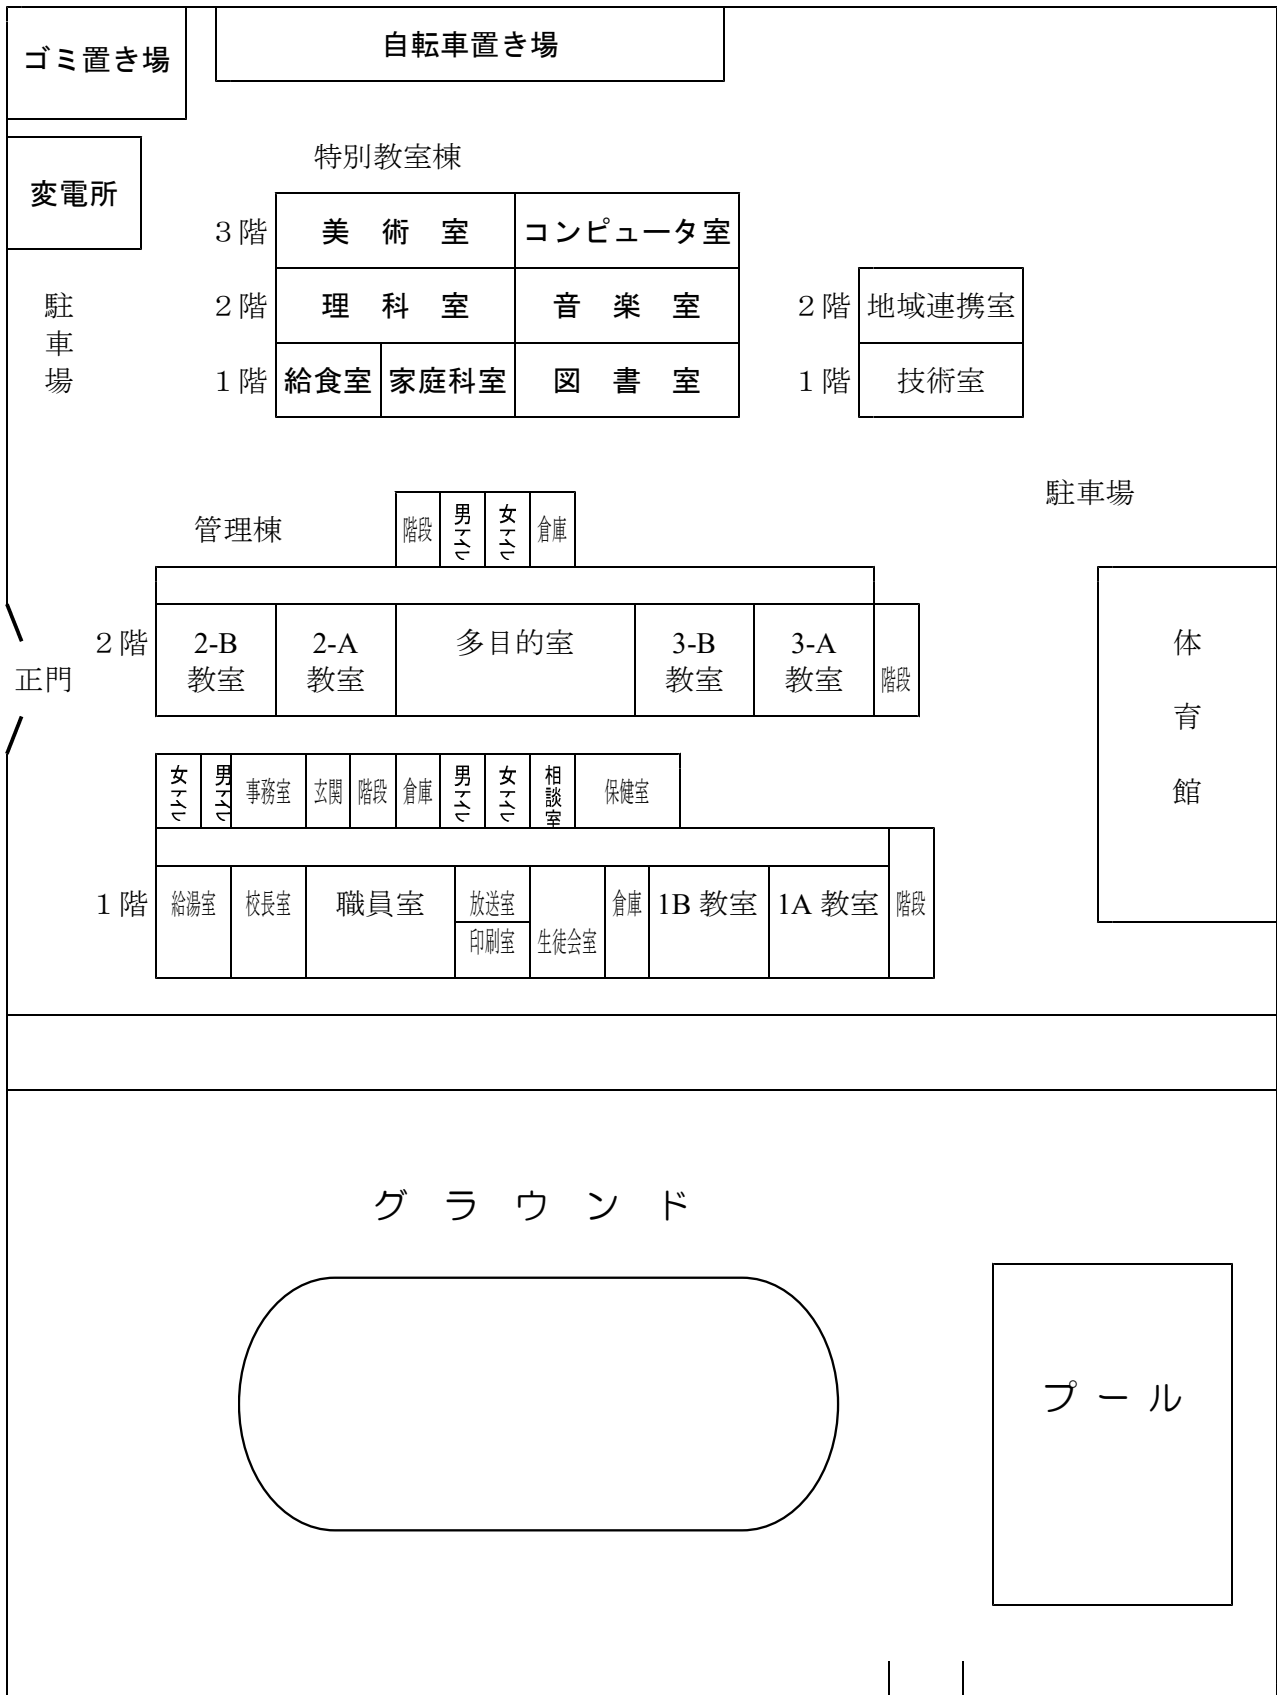 ゴミ置き場
自転車置き場
変電所
特別教室棟
3階 美術室 コンピュータ室
2階 理科室 音楽室
1階 給食室 家庭科室 図書室
2階 地域連携室
1階 技術室
駐車場
駐車場
管理棟
階段 男トイレ 女トイレ 倉庫
2階
2-B
教室
2-A
教室
多目的室
3-B
教室
3-A
教室
階段
正門
体育館
女トイレ 男トイレ 事務室 玄関 階段 倉庫 男トイレ 女トイレ 相談室 保健室
1階 給湯室 校長室 職員室 放送室 倉庫 1B 教室 1A 教室 階段
印刷室 生徒会室
グラウンド
プール